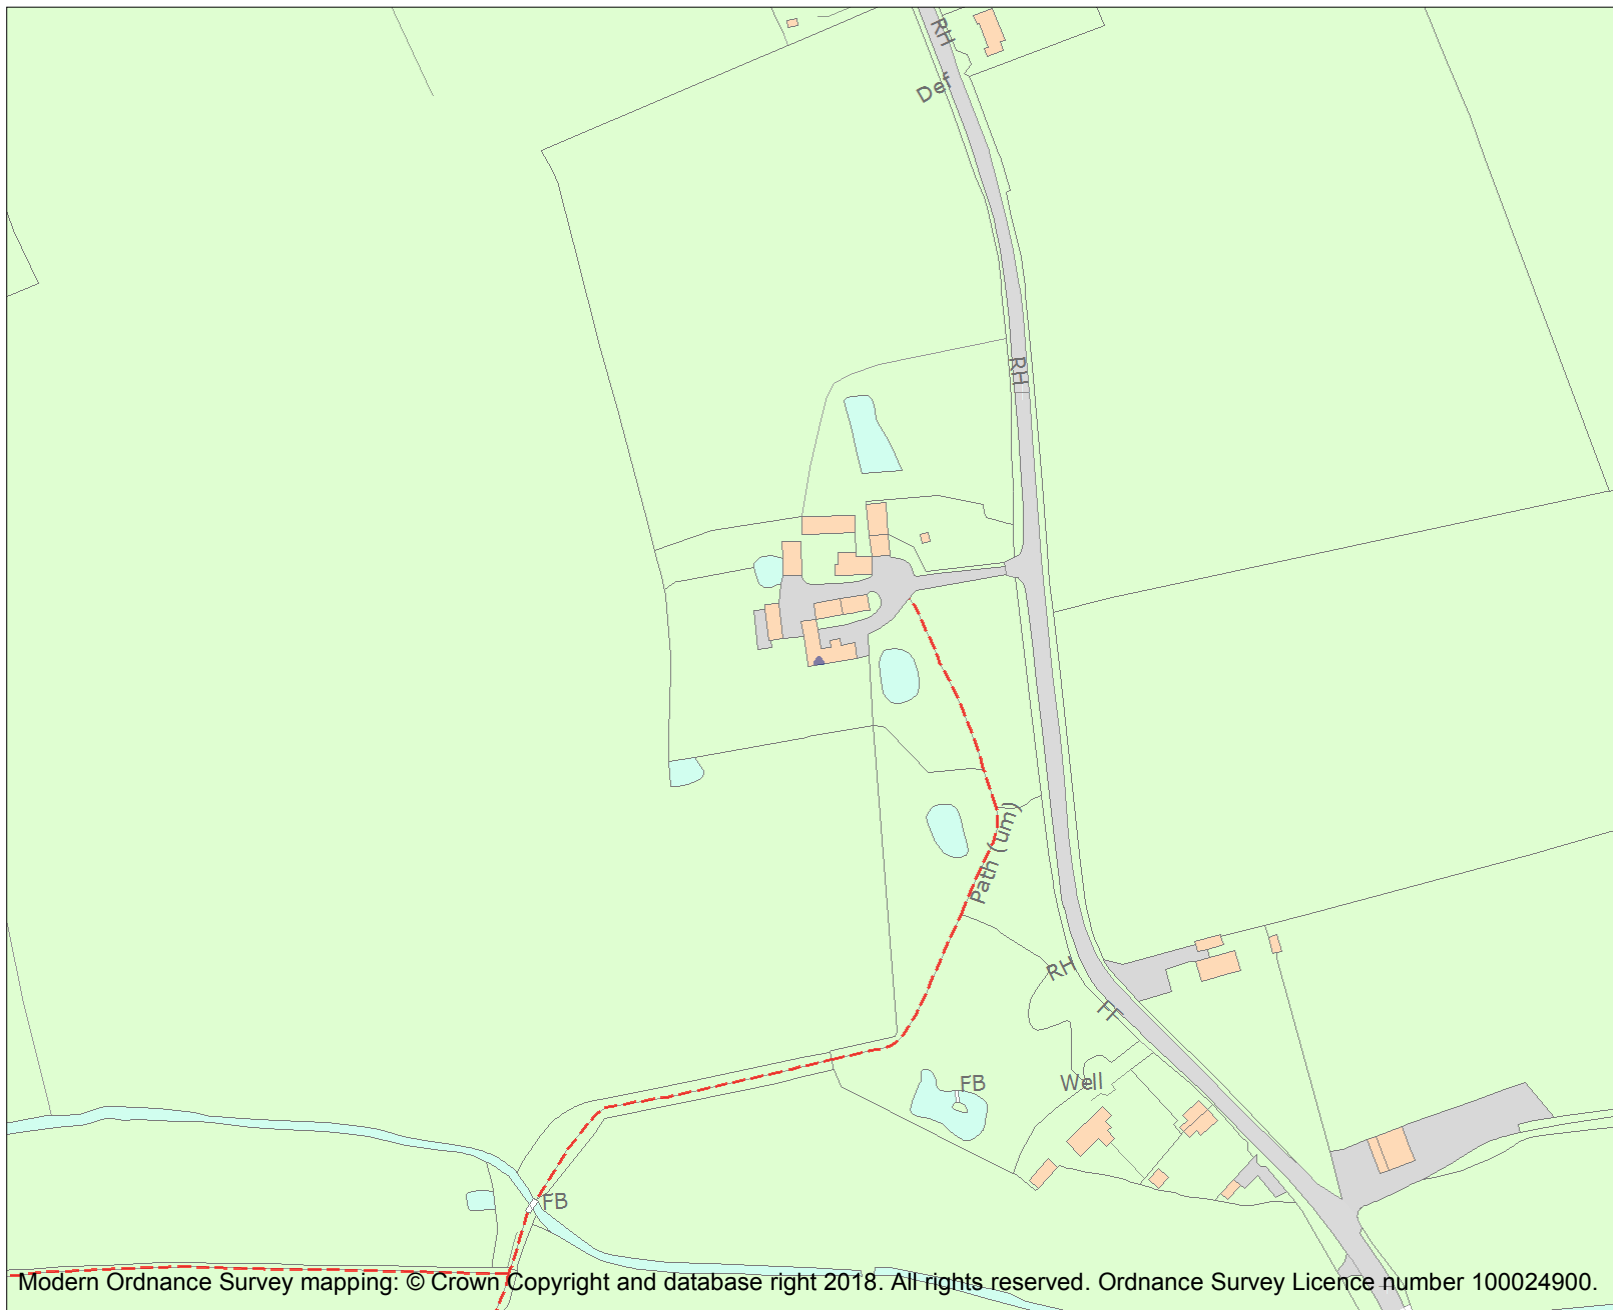 RH
Def
RH
Path (um)
RH
FF
FB
Well
FB
Modern Ordnance Survey mapping: © Crown Copyright and database right 2018. All rights reserved. Ordnance Survey Licence number 100024900.